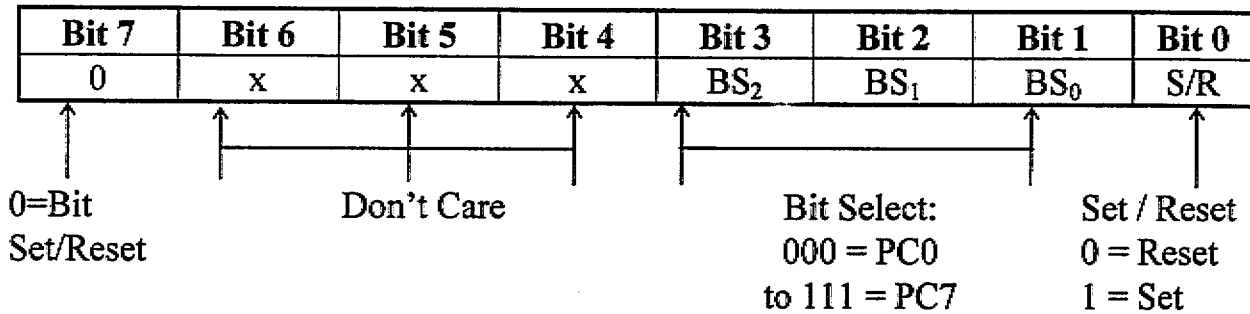 Bit 7 Bit 6 Bit 5 Bit 4 Bit 3 Bit 2 Bit 1 Bit 0
0 x x x BS₂ BS₁ BS₀ S/R
0=Bit Don't Care Bit Select: Set / Reset
Set/Reset 000 = PC0 0 = Reset
to 111 = PC7 1 = Set